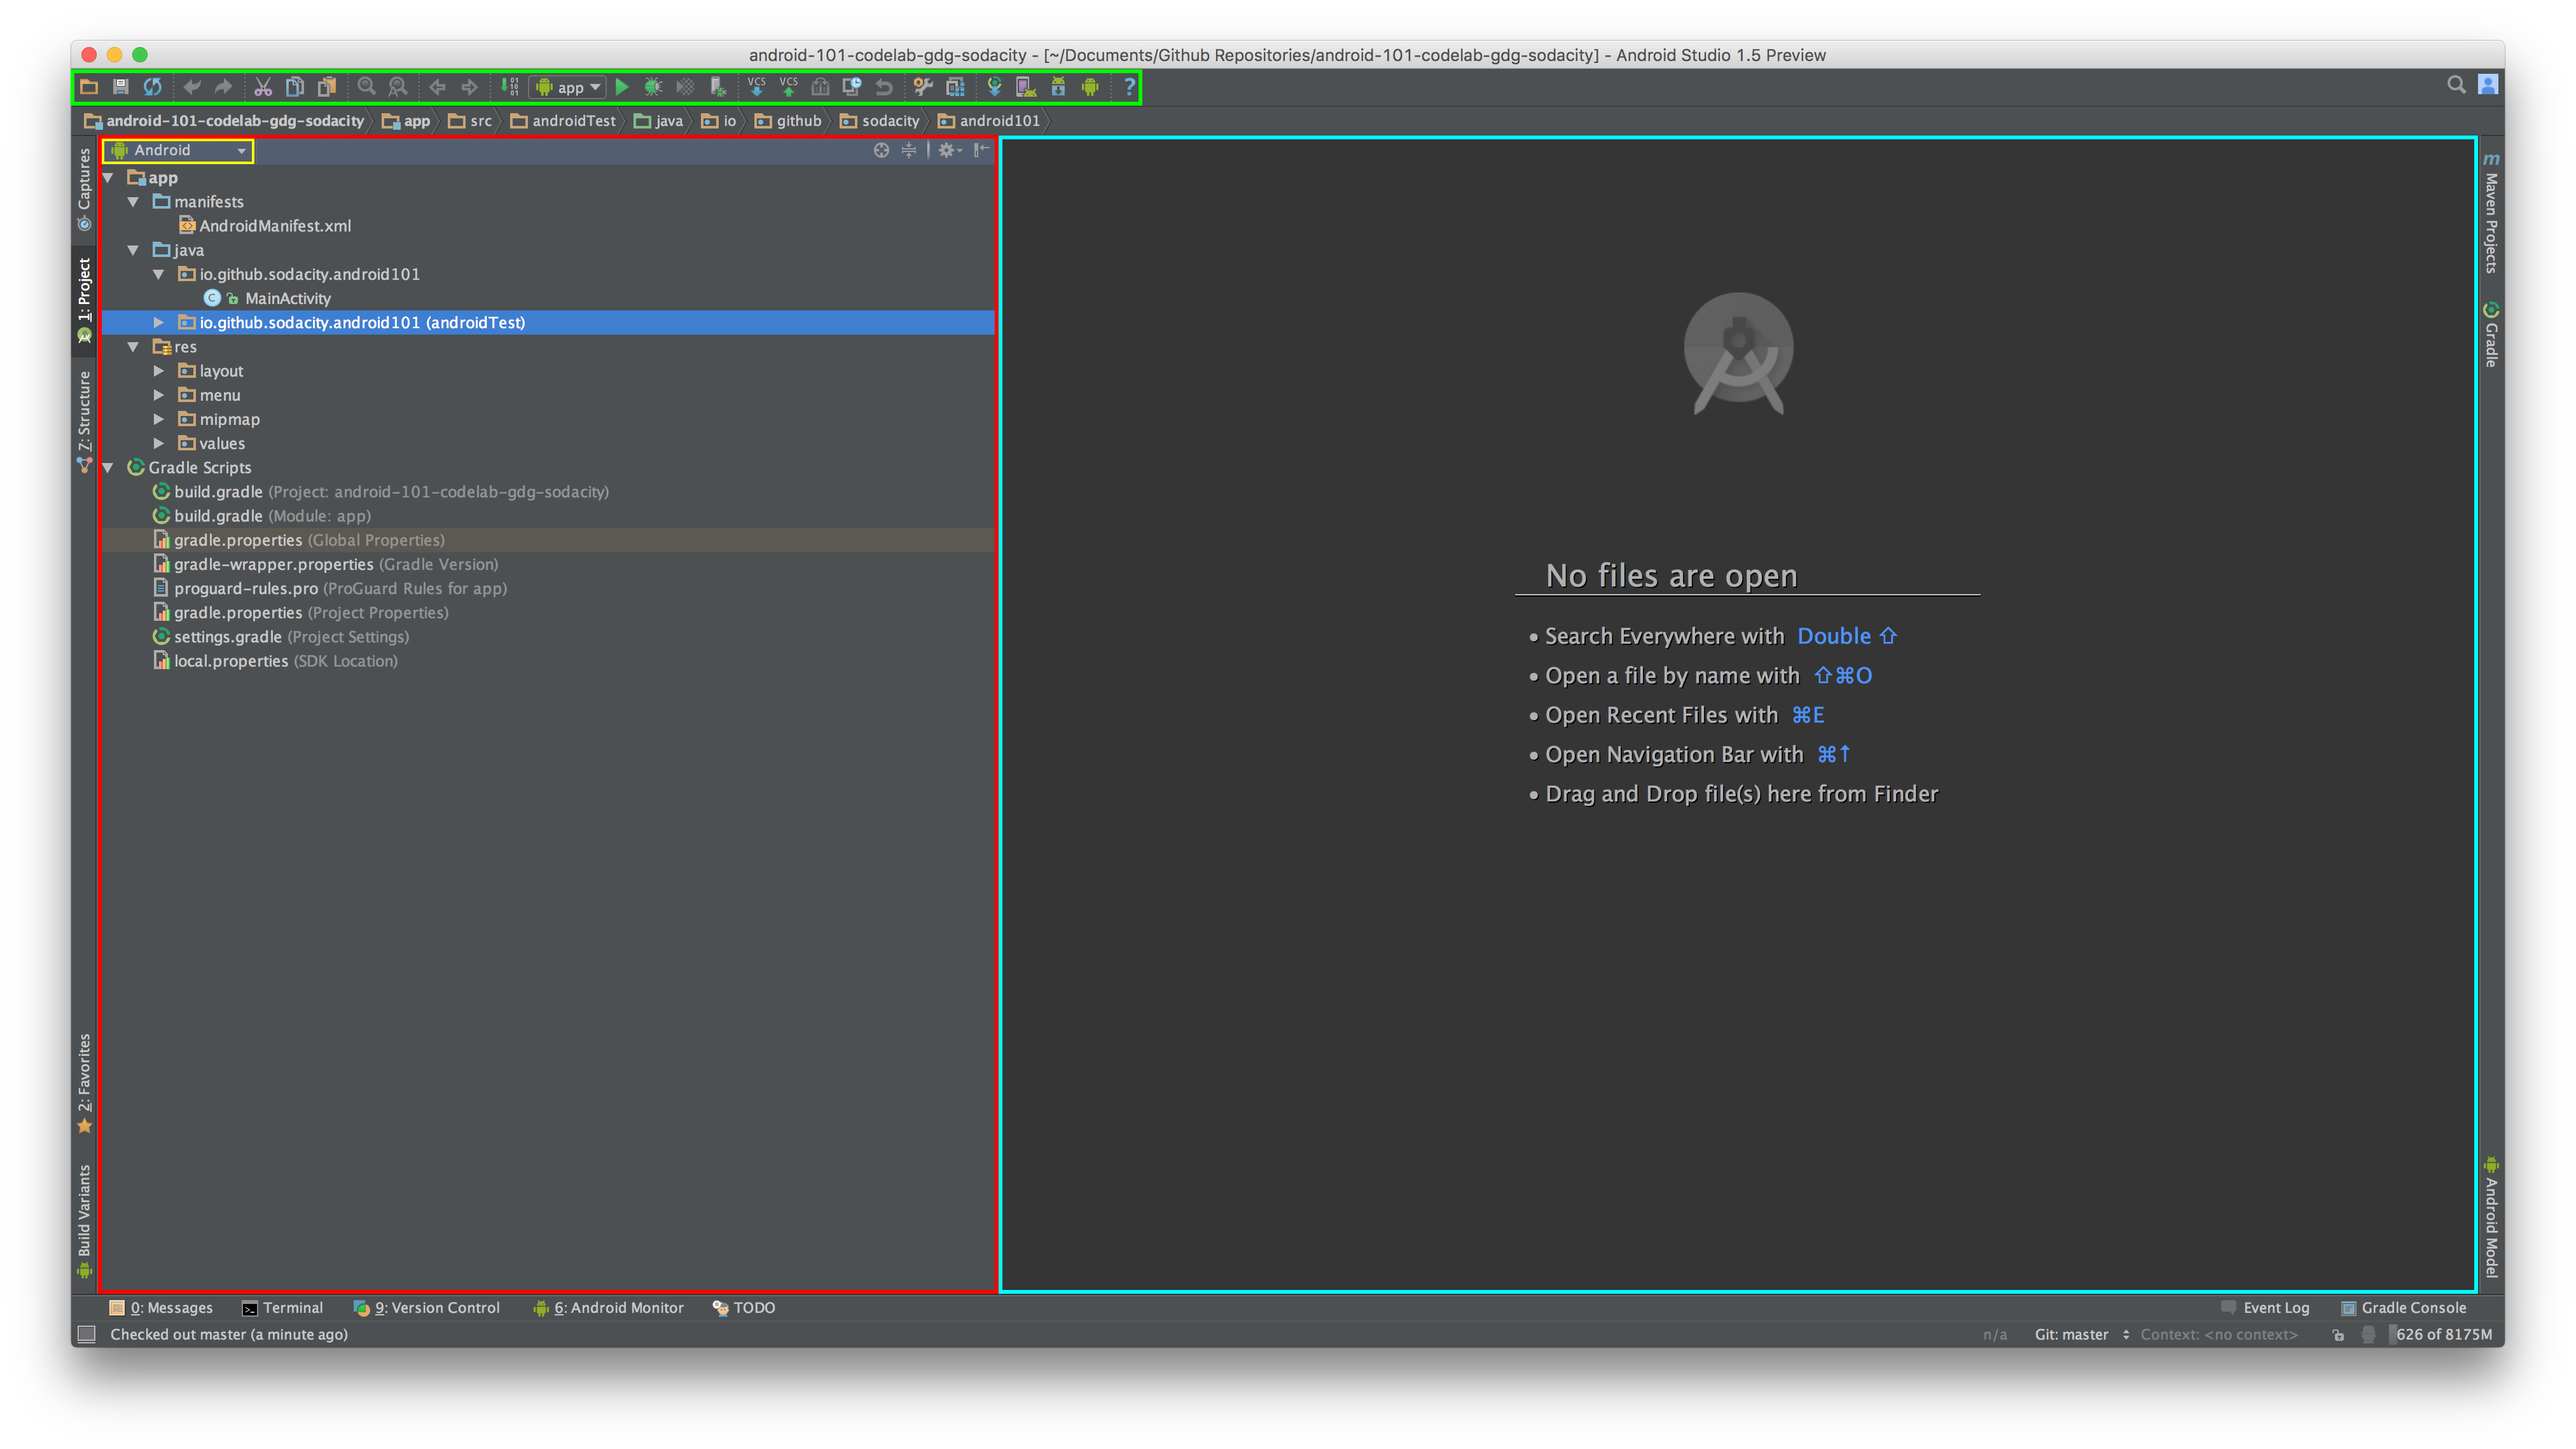 android-101-codelab-gdg-sodacity - [~/Documents/Github Repositories/android-101-codelab-gdg-sodacity] - Android Studio 1.5 Preview
app VCS VCS ?
android-101-codelab-gdg-sodacity app src androidTest java io github sodacity android101
Android
app
manifests
AndroidManifest.xml
java
io.github.sodacity.android101
C MainActivity
io.github.sodacity.android101 (androidTest)
res
layout
menu
mipmap
values
Gradle Scripts
build.gradle (Project: android-101-codelab-gdg-sodacity)
build.gradle (Module: app)
gradle.properties (Global Properties)
gradle-wrapper.properties (Gradle Version)
proguard-rules.pro (ProGuard Rules for app)
gradle.properties (Project Properties)
settings.gradle (Project Settings)
local.properties (SDK Location)
Captures
1: Project
Z: Structure
2: Favorites
Build Variants
No files are open
• Search Everywhere with Double ⇧
• Open a file by name with ⇧⌘O
• Open Recent Files with ⌘E
• Open Navigation Bar with ⌘↑
• Drag and Drop file(s) here from Finder
m Maven Projects
Gradle
Android Model
0: Messages Terminal 9: Version Control 6: Android Monitor TODO Event Log Gradle Console
Checked out master (a minute ago) n/a Git: master Context: <no context> 626 of 8175M